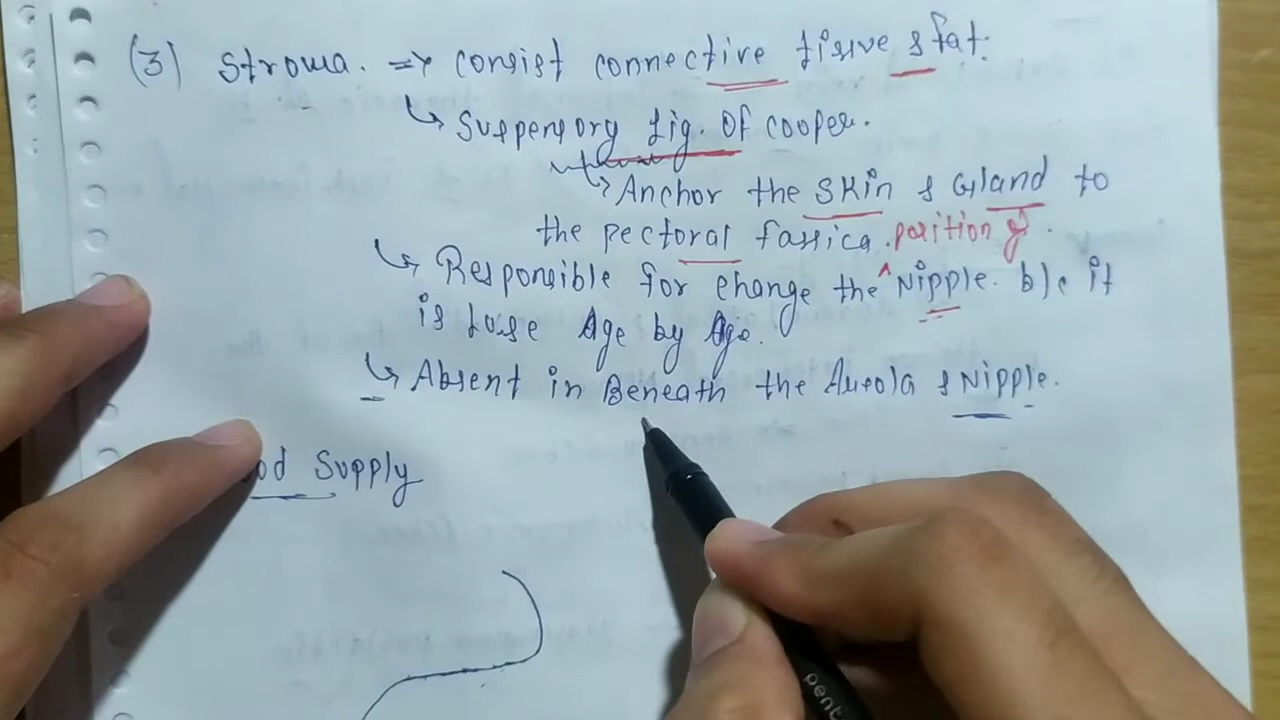 (3) Stroma. => consist connective tissue & fat.
↳ Suspensory Lig. Of cooper.
↳ Anchor the Skin & Gland to
the pectoral fassica.
position of
↳ Responsible for change the ^ Nipple. b/c it
is Louse Age by Age.
↳ Absent in Beneath the Areola & Nipple.
od Supply
pent